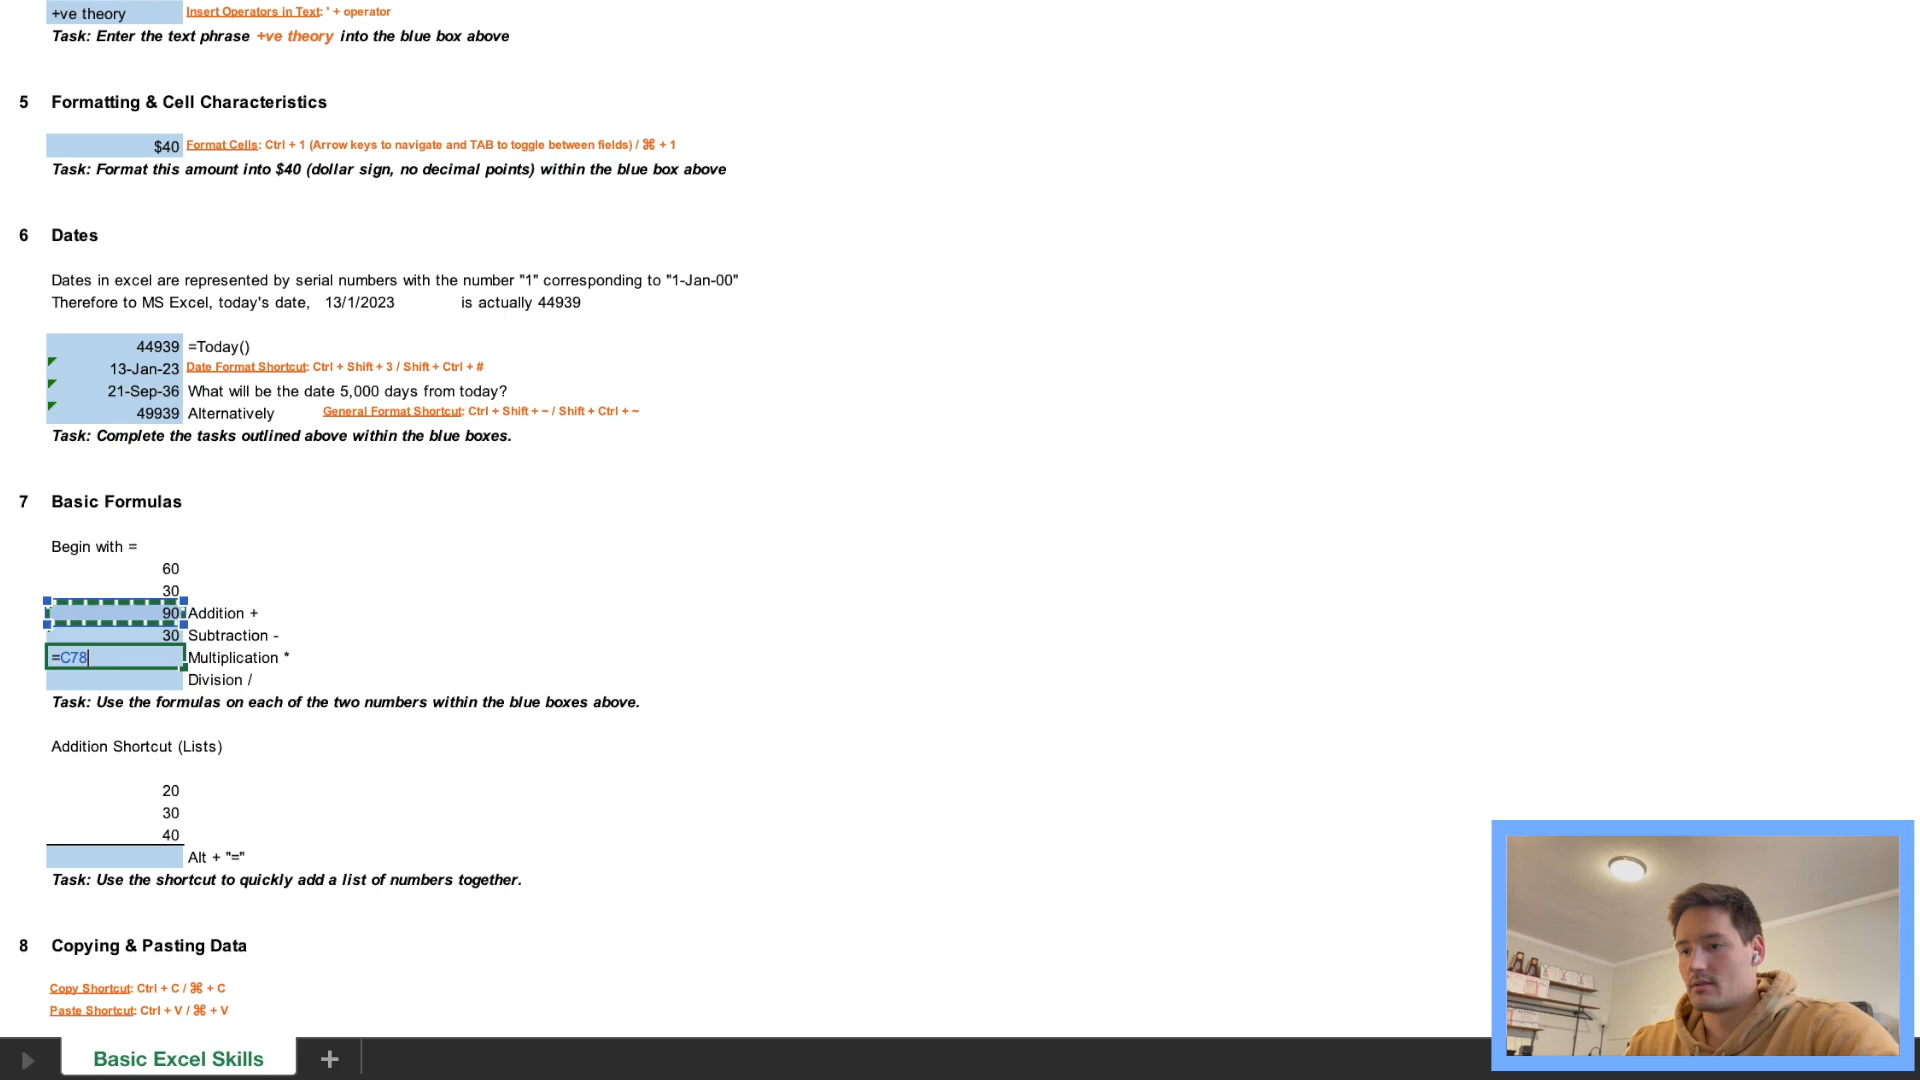 +ve theory Insert Operators in Text: ' + operator
Task: Enter the text phrase +ve theory into the blue box above
5 Formatting & Cell Characteristics
$40 Format Cells: Ctrl + 1 (Arrow keys to navigate and TAB to toggle between fields) / ⌘ + 1
Task: Format this amount into $40 (dollar sign, no decimal points) within the blue box above
6 Dates
Dates in excel are represented by serial numbers with the number "1" corresponding to "1-Jan-00"
Therefore to MS Excel, today's date, 13/1/2023 is actually 44939
44939 =Today()
13-Jan-23 Date Format Shortcut: Ctrl + Shift + 3 / Shift + Ctrl + #
21-Sep-36 What will be the date 5,000 days from today?
49939 Alternatively General Format Shortcut: Ctrl + Shift + ~ / Shift + Ctrl + ~
Task: Complete the tasks outlined above within the blue boxes.
7 Basic Formulas
Begin with =
60
30
90 Addition +
30 Subtraction -
=C78 Multiplication *
Division /
Task: Use the formulas on each of the two numbers within the blue boxes above.
Addition Shortcut (Lists)
20
30
40
Alt + "="
Task: Use the shortcut to quickly add a list of numbers together.
8 Copying & Pasting Data
Copy Shortcut: Ctrl + C / ⌘ + C
Paste Shortcut: Ctrl + V / ⌘ + V
Basic Excel Skills +